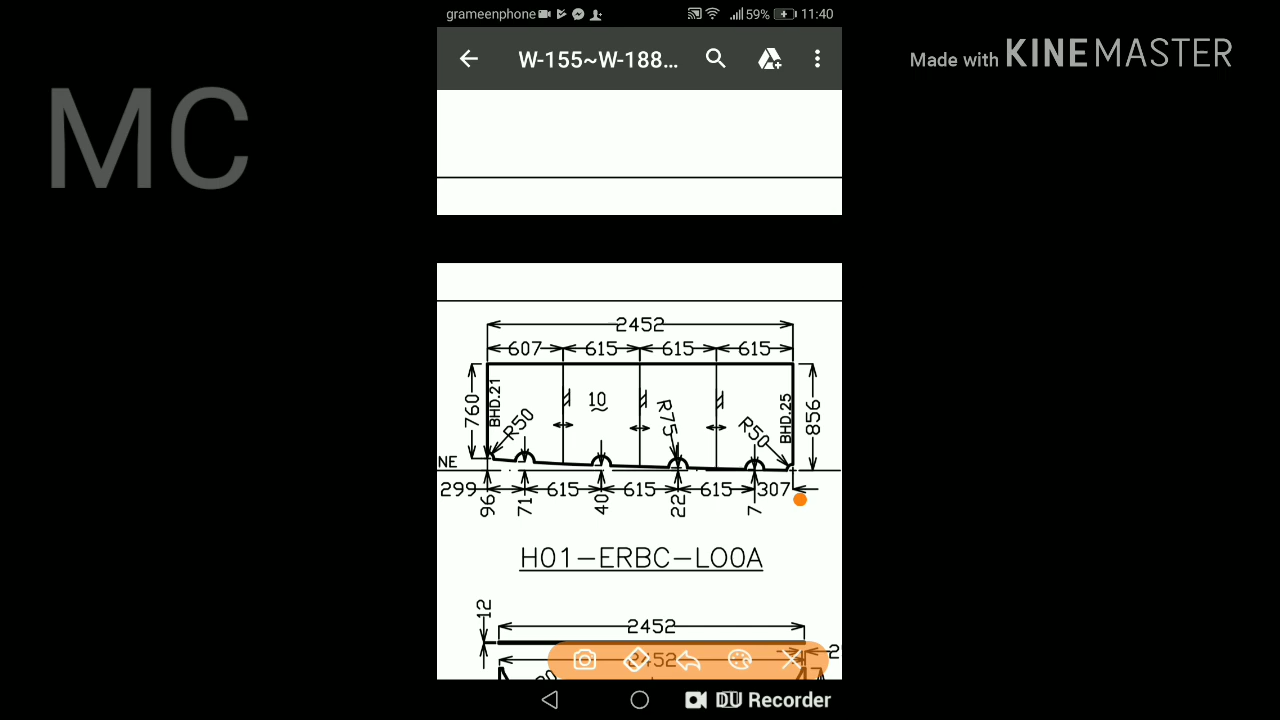 grameenphone 59% 11:40
W-155~W-188...
Made with KINEMASTER
MC
2452
607 615 615 615
760 BHD.21 R50 10 R75 R50 BHD.25 856
NE
299 615 615 615 307
96 71 40 22 7
H01-ERBC-L00A
12
2452
2452
DU Recorder